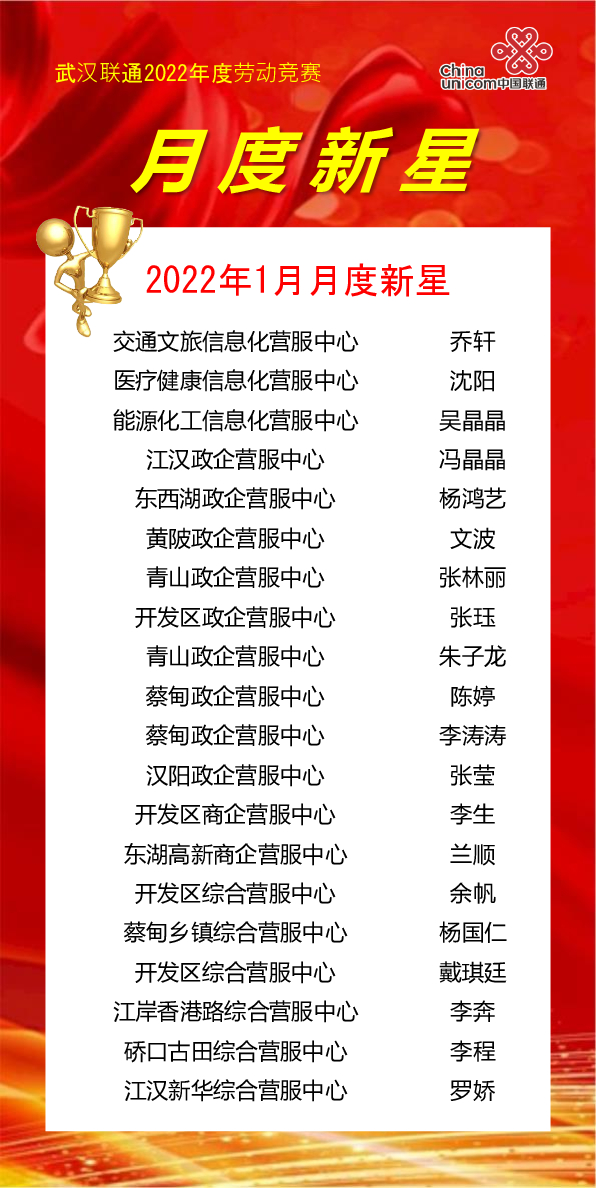 武汉联通2022年度劳动竞赛
China
unicom中国联通
月度新星
2022年1月月度新星
交通文旅信息化营服中心 乔轩
医疗健康信息化营服中心 沈阳
能源化工信息化营服中心 吴晶晶
江汉政企营服中心 冯晶晶
东西湖政企营服中心 杨鸿艺
黄陂政企营服中心 文波
青山政企营服中心 张林丽
开发区政企营服中心 张珏
青山政企营服中心 朱子龙
蔡甸政企营服中心 陈婷
蔡甸政企营服中心 李涛涛
汉阳政企营服中心 张莹
开发区商企营服中心 李生
东湖高新商企营服中心 兰顺
开发区综合营服中心 余帆
蔡甸乡镇综合营服中心 杨国仁
开发区综合营服中心 戴琪廷
江岸香港路综合营服中心 李奔
硚口古田综合营服中心 李程
江汉新华综合营服中心 罗娇